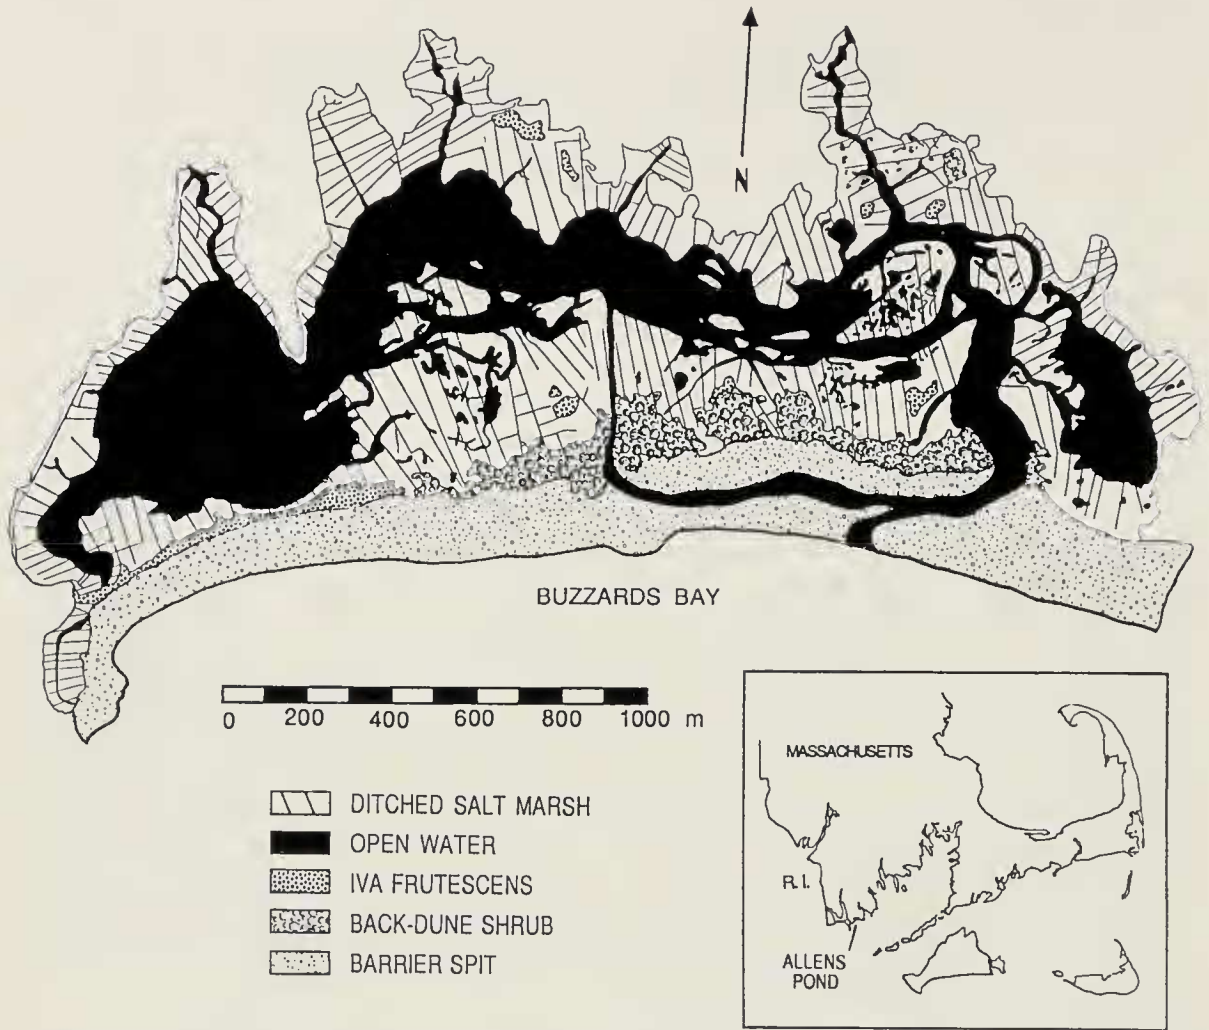 N
BUZZARDS BAY
0 200 400 600 800 1000 m
DITCHED SALT MARSH
OPEN WATER
IVA FRUTESCENS
BACK-DUNE SHRUB
BARRIER SPIT
MASSACHUSETTS
R. I.
ALLENS
POND